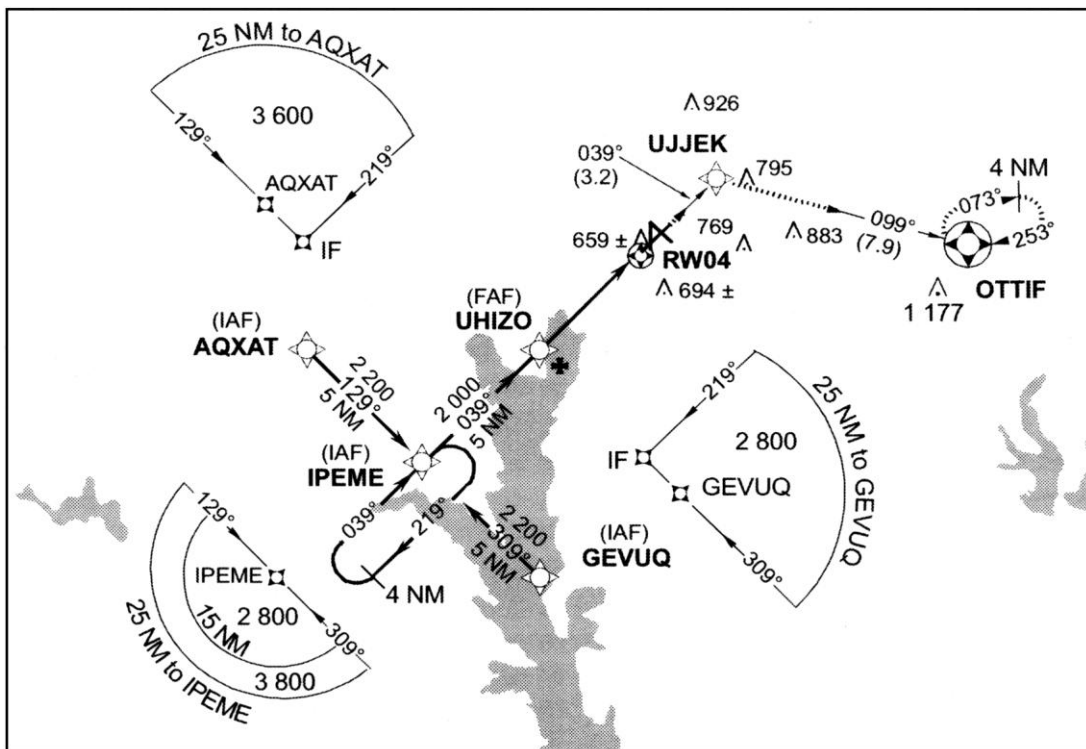 25 NM to AQXAT
3 600
129°
219°
AQXAT
IF
926
UJJEK
039°
(3.2)
795
4 NM
073°
253°
099°
(7.9)
883
769
659 ±
RW04
694 ±
OTTIF
1 177
(FAF)
UHIZO
(IAF)
AQXAT
2 200
129°
5 NM
2 000
039°
5 NM
(IAF)
IPEME
039°
219°
4 NM
2 200
309°
5 NM
(IAF)
GEVUQ
219°
25 NM to GEVUQ
2 800
IF
GEVUQ
309°
129°
IPEME
309°
2 800
15 NM
3 800
25 NM to IPEME